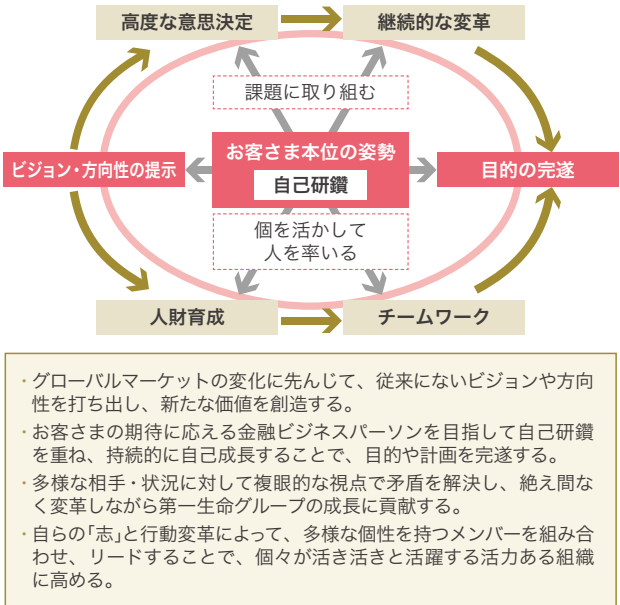 高度な意思決定
継続的な変革
課題に取り組む
ビジョン・方向性の提示
お客さま本位の姿勢
自己研鑽
目的の完遂
個を活かして
人を率いる
人財育成
チームワーク
・グローバルマーケットの変化に先んじて、従来にないビジョンや方向
性を打ち出し、新たな価値を創造する。
・お客さまの期待に応える金融ビジネスパーソンを目指して自己研鑽
を重ね、持続的に自己成長することで、目的や計画を完遂する。
・多様な相手・状況に対して複眼的な視点で矛盾を解決し、絶え間な
く変革しながら第一生命グループの成長に貢献する。
・自らの「志」と行動変革によって、多様な個性を持つメンバーを組み合
わせ、リードすることで、個々が活き活きと活躍する活力ある組織
に高める。